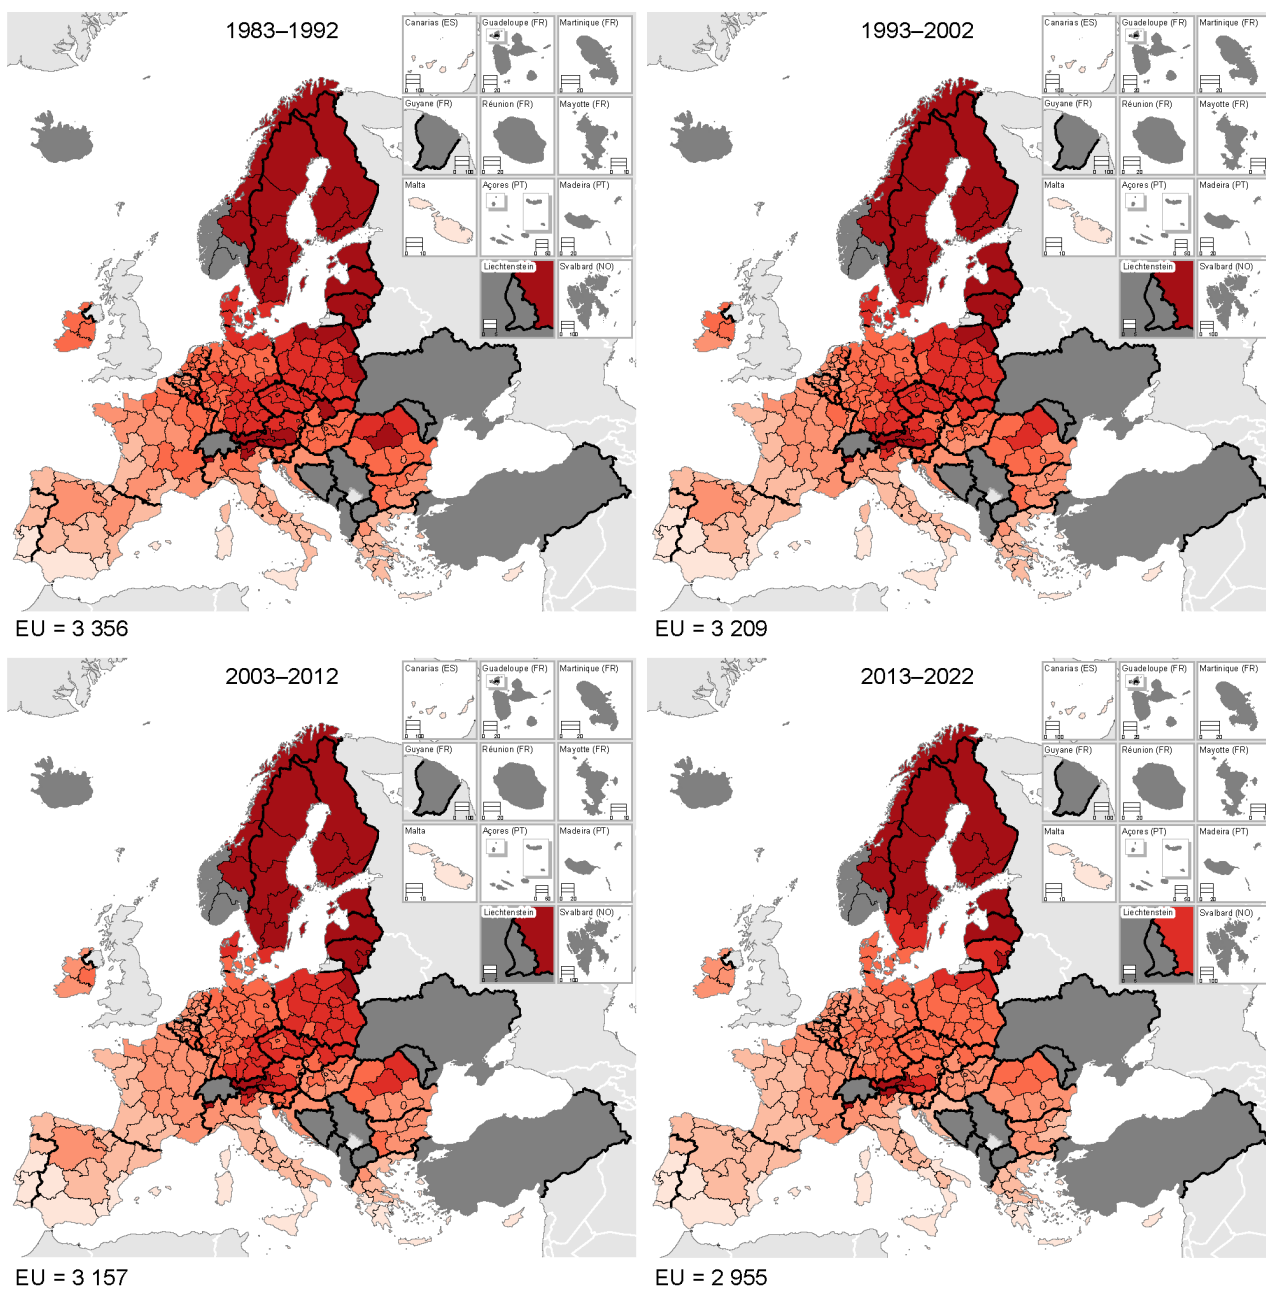 1983–1992
Canarias (ES)
Guadeloupe (FR)
Martinique (FR)
Guyane (FR)
Réunion (FR)
Mayotte (FR)
Malta
Açores (PT)
Madeira (PT)
Liechtenstein
Svalbard (NO)
EU = 3 356
1993–2002
Canarias (ES)
Guadeloupe (FR)
Martinique (FR)
Guyane (FR)
Réunion (FR)
Mayotte (FR)
Malta
Açores (PT)
Madeira (PT)
Liechtenstein
Svalbard (NO)
EU = 3 209
2003–2012
Canarias (ES)
Guadeloupe (FR)
Martinique (FR)
Guyane (FR)
Réunion (FR)
Mayotte (FR)
Malta
Açores (PT)
Madeira (PT)
Liechtenstein
Svalbard (NO)
EU = 3 157
2013–2022
Canarias (ES)
Guadeloupe (FR)
Martinique (FR)
Guyane (FR)
Réunion (FR)
Mayotte (FR)
Malta
Açores (PT)
Madeira (PT)
Liechtenstein
Svalbard (NO)
EU = 2 955